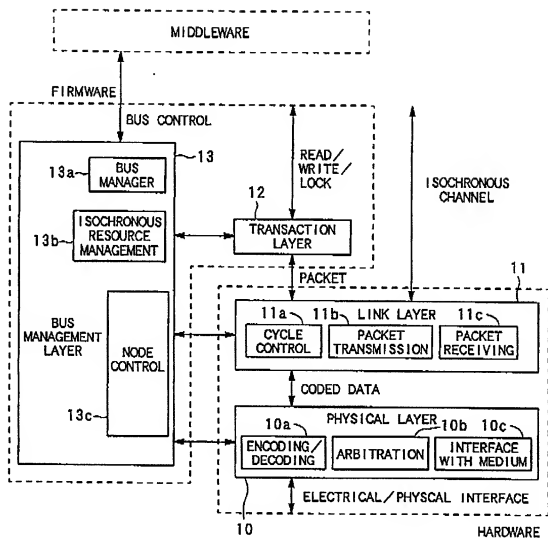 MIDDLEWARE
FIRMWARE
BUS CONTROL
13
13a
BUS
MANAGER
13b
ISOCHRONOUS
RESOURCE
MANAGEMENT
READ/
WRITE/
LOCK
12
TRANSACTION
LAYER
ISOCHRONOUS
CHANNEL
PACKET
11
BUS
MANAGEMENT
LAYER
NODE
CONTROL
13c
11a
11b
LINK LAYER
11c
CYCLE
CONTROL
PACKET
TRANSMISSION
PACKET
RECEIVING
CODED DATA
PHYSICAL LAYER
10a
10b
10c
ENCODING/
DECODING
ARBITRATION
INTERFACE
WITH MEDIUM
10
ELECTRICAL/PHYSCAL INTERFACE
HARDWARE